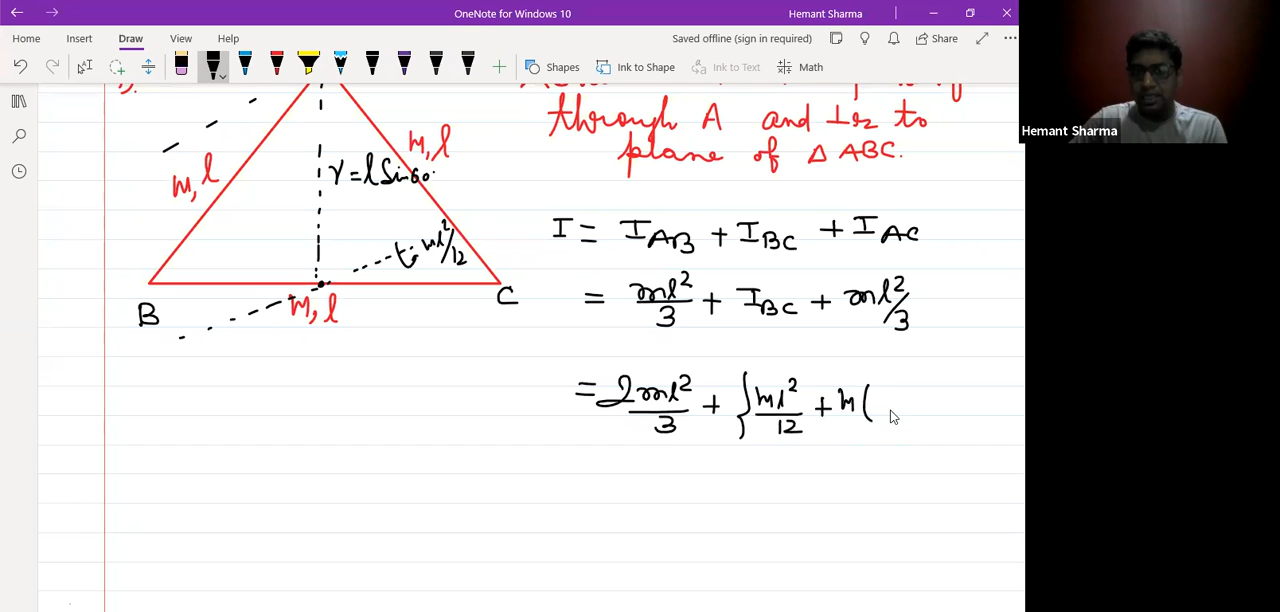 OneNote for Windows 10
Hemant Sharma
Home Insert Draw View Help
Saved offline (sign in required)
Share
Shapes Ink to Shape Ink to Text Math
through A and ⊥er to
plane of Δ ABC.
m, l
m, l
r = l Sin60.
ml²/12
B
m, l
C
I = I_AB + I_BC + I_AC
= ml²/3 + I_BC + ml²/3
= 2ml²/3 + { ml²/12 + m (
Hemant Sharma